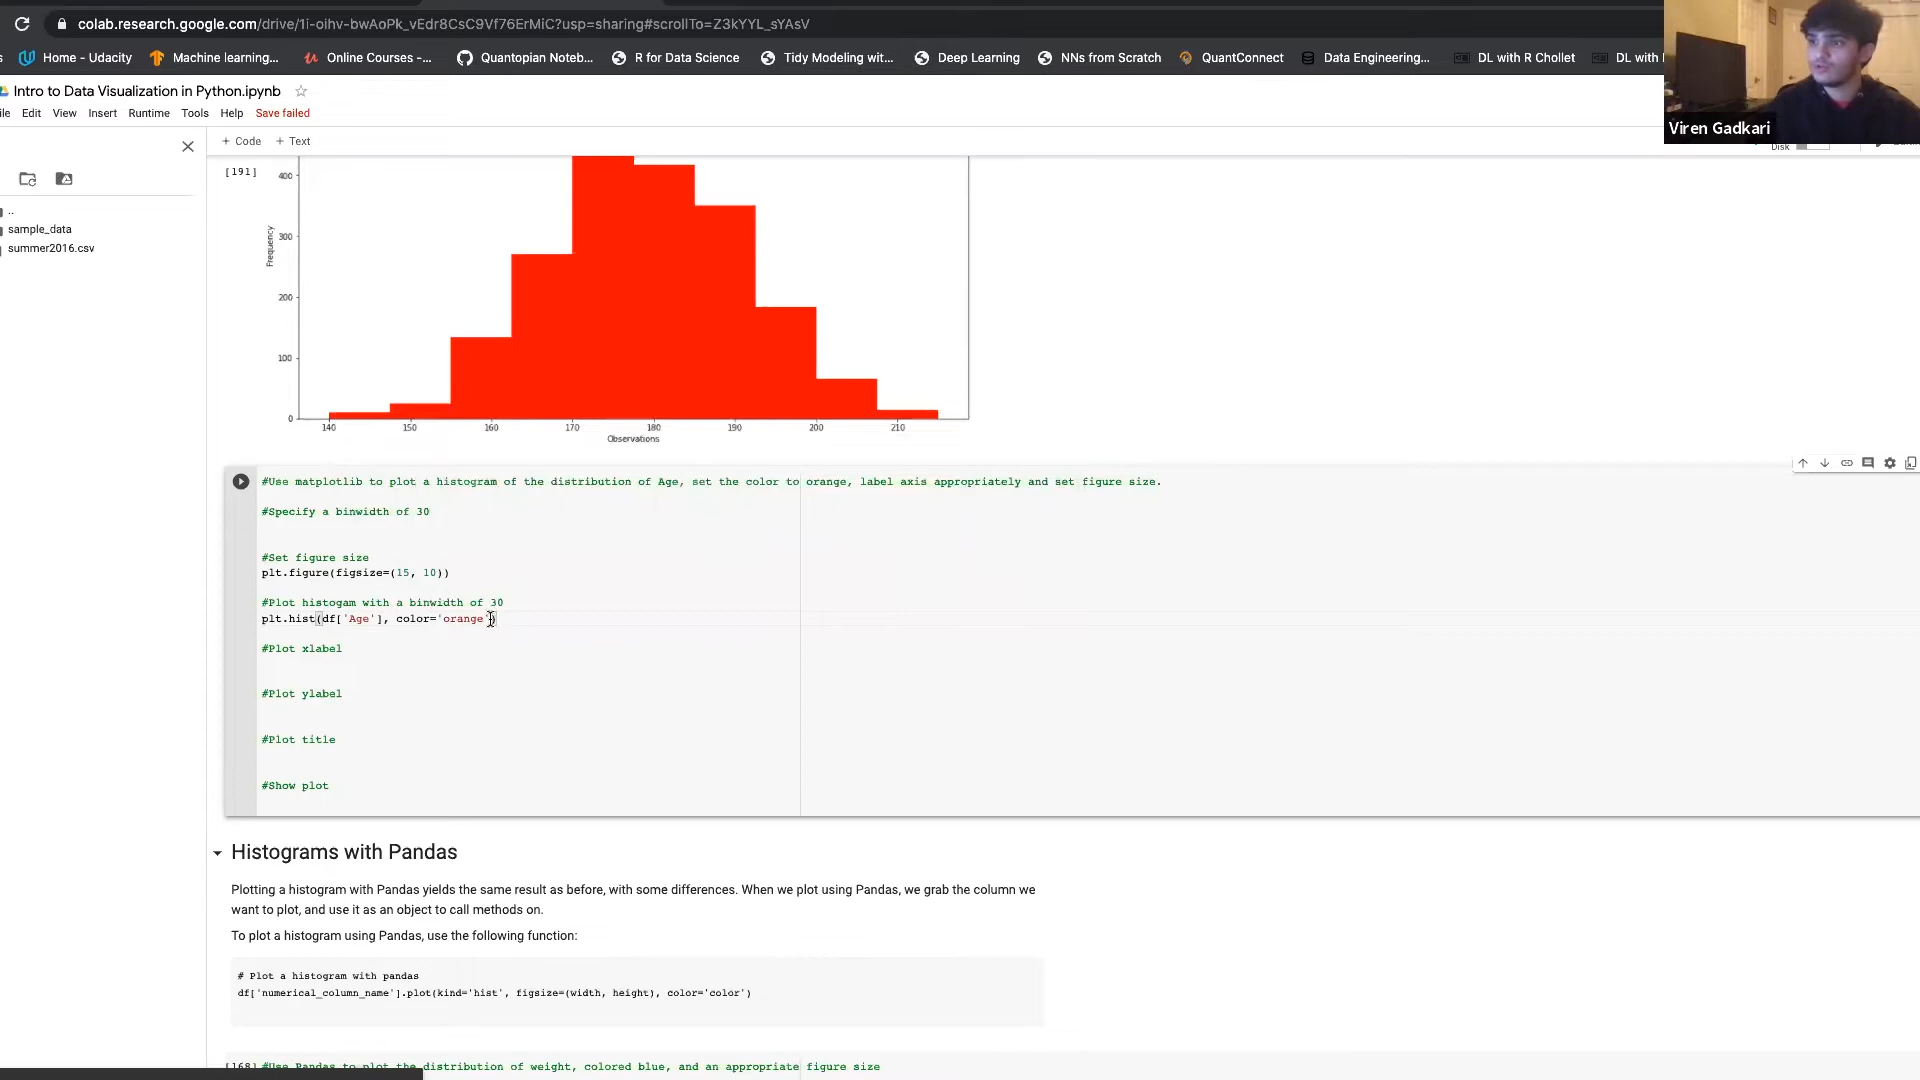 colab.research.google.com/drive/1i-oihv-bwAoPk_vEdr8CsC9Vf76ErMiC?usp=sharing#scrollTo=Z3kYYL_sYAsV
s Home - Udacity Machine learning... Online Courses -... Quantopian Noteb... R for Data Science Tidy Modeling wit... Deep Learning NNs from Scratch QuantConnect Data Engineering... DL with R Chollet DL with
Viren Gadkari
Intro to Data Visualization in Python.ipynb
ile Edit View Insert Runtime Tools Help Save failed
+ Code + Text
Disk
..
sample_data
summer2016.csv
[191]
400
300
200
100
0
Frequency
140 150 160 170 180 190 200 210
Observations
#Use matplotlib to plot a histogram of the distribution of Age, set the color to orange, label axis appropriately and set figure size.
#Specify a binwidth of 30
#Set figure size
plt.figure(figsize=(15, 10))
#Plot histogam with a binwidth of 30
plt.hist(df['Age'], color='orange')
#Plot xlabel
#Plot ylabel
#Plot title
#Show plot
Histograms with Pandas
Plotting a histogram with Pandas yields the same result as before, with some differences. When we plot using Pandas, we grab the column we
want to plot, and use it as an object to call methods on.
To plot a histogram using Pandas, use the following function:
# Plot a histogram with pandas
df['numerical_column_name'].plot(kind='hist', figsize=(width, height), color='color')
[168] #Use Pandas to plot the distribution of weight, colored blue, and an appropriate figure size